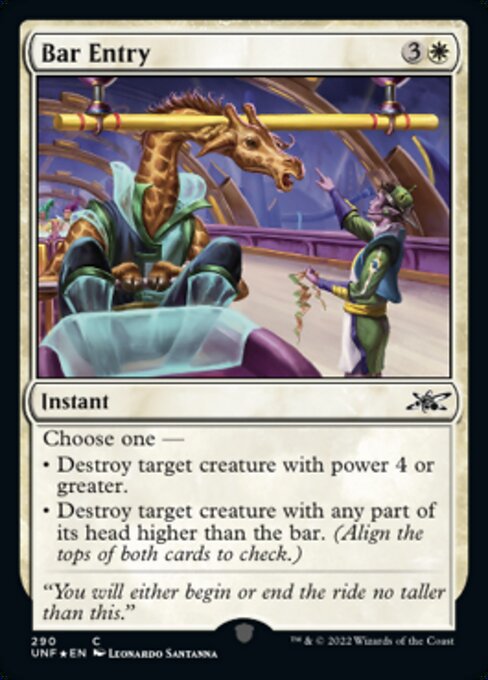 Bar Entry 3
Instant
Choose one —
• Destroy target creature with power 4 or
greater.
• Destroy target creature with any part of
its head higher than the bar. (Align the
tops of both cards to check.)
"You will either begin or end the ride no taller
than this."
290 C
UNF★EN Leonardo Santanna
™ & © 2022 Wizards of the Coast